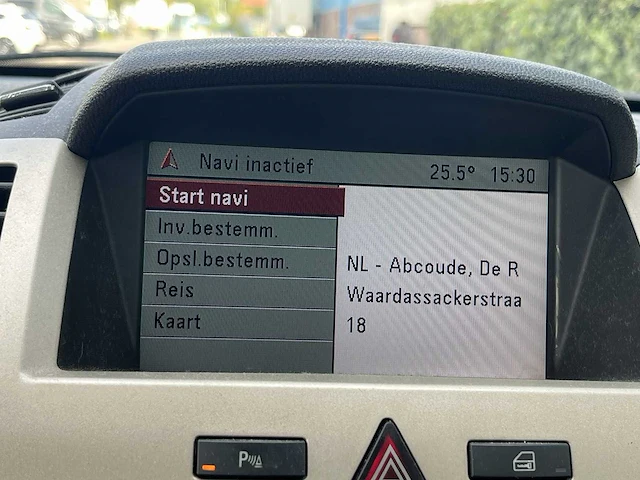 Navi inactief 25.5° 15:30
Start navi
Inv.bestemm.
Opsl.bestemm.
Reis
Kaart
NL - Abcoude, De R
Waardassackerstraa
18
P